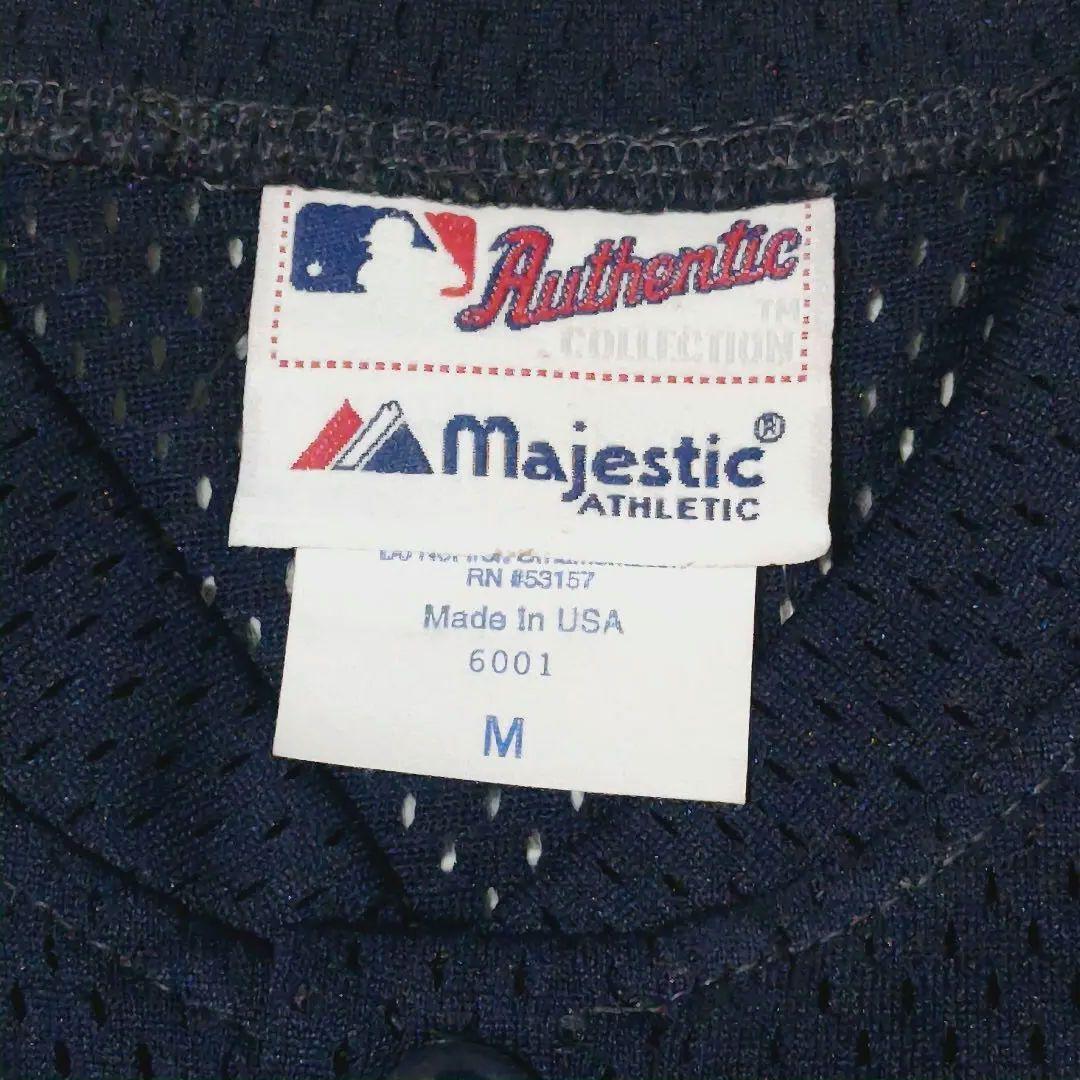 Authentic
TM
COLLECTION
Majestic®
ATHLETIC
RN #53157
Made In USA
6001
M